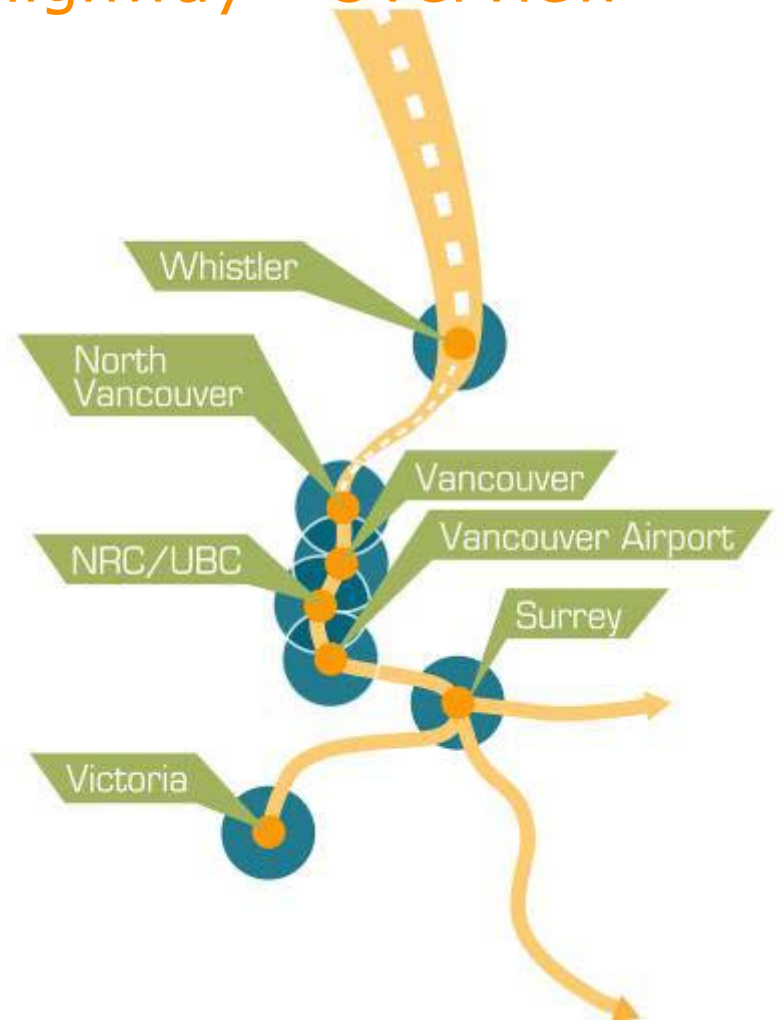 Whistler
North
Vancouver
Vancouver
Vancouver Airport
NRC/UBC
Surrey
Victoria